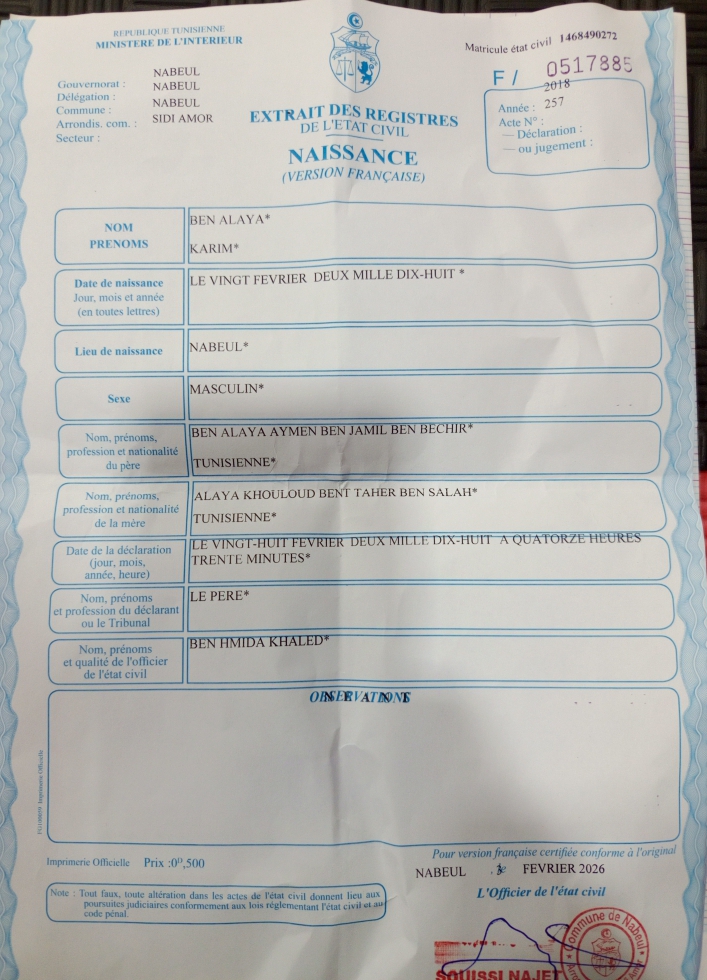 REPUBLIQUE TUNISIENNE
MINISTERE DE L'INTERIEUR
Matricule état civil 1468490272
F / 0517885
Gouvernorat : NABEUL
Délégation : NABEUL
Commune : NABEUL
Arrondis. com. : SIDI AMOR
Secteur :
EXTRAIT DES REGISTRES
DE L'ETAT CIVIL
NAISSANCE
(VERSION FRANÇAISE)
Année : 2018
Acte N° : 257
— Déclaration :
— ou jugement :
NOM
PRENOMS
BEN ALAYA*
KARIM*
Date de naissance
Jour, mois et année
(en toutes lettres)
LE VINGT FEVRIER DEUX MILLE DIX-HUIT *
Lieu de naissance
NABEUL*
Sexe
MASCULIN*
Nom, prénoms,
profession et nationalité
du père
BEN ALAYA AYMEN BEN JAMIL BEN BECHIR*
TUNISIENNE*
Nom, prénoms,
profession et nationalité
de la mère
ALAYA KHOULOUD BENT TAHER BEN SALAH*
TUNISIENNE*
Date de la déclaration
(jour, mois,
année, heure)
LE VINGT-HUIT FEVRIER DEUX MILLE DIX-HUIT A QUATORZE HEURES
TRENTE MINUTES*
Nom, prénoms
et profession du déclarant
ou le Tribunal
LE PERE*
Nom, prénoms
et qualité de l'officier
de l'état civil
BEN HMIDA KHALED*
OBSERVATIONS
N E A N T
Imprimerie Officielle Prix :0ᴰ,500
Note : Tout faux, toute altération dans les actes de l'état civil donnent lieu aux
poursuites judiciaires conformement aux lois réglementant l'état civil et au
code pénal.
Pour version française certifiée conforme à l'original
NABEUL FEVRIER 2026
L'Officier de l'état civil
Commune de Nabeul
SOUISSI NAJET